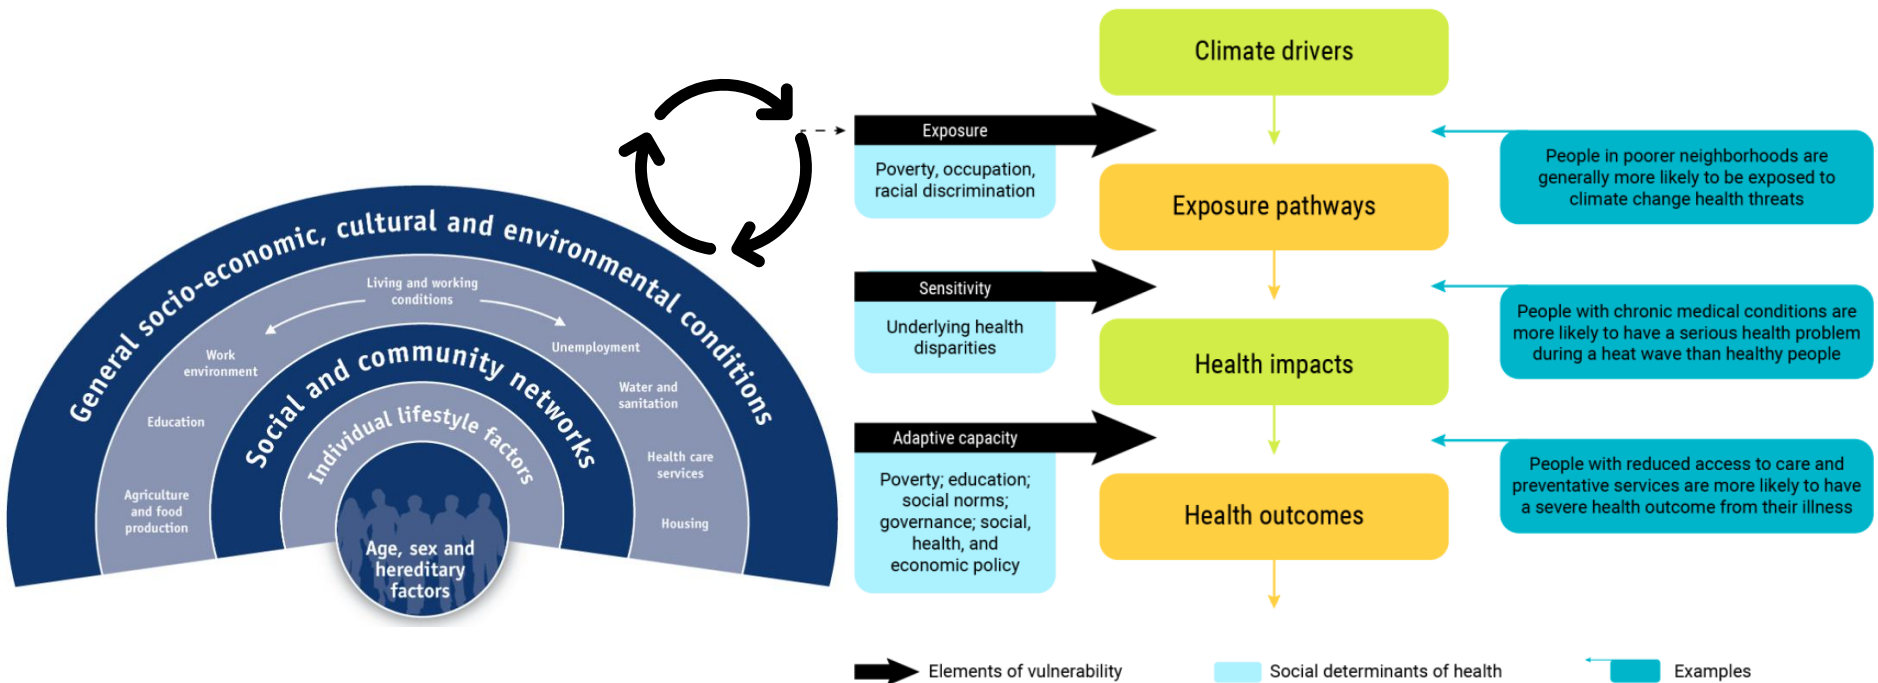 General socio-economic, cultural and environmental conditions
Living and working
conditions
Work
environment
Unemployment
Education
Water and
sanitation
Agriculture
and food
production
Health care
services
Housing
Social and community networks
Individual lifestyle factors
Age, sex and
hereditary
factors
Climate drivers
Exposure
Poverty, occupation,
racial discrimination
Exposure pathways
People in poorer neighborhoods are
generally more likely to be exposed to
climate change health threats
Sensitivity
Underlying health
disparities
Health impacts
People with chronic medical conditions are
more likely to have a serious health problem
during a heat wave than healthy people
Adaptive capacity
Poverty; education;
social norms;
governance; social,
health, and
economic policy
Health outcomes
People with reduced access to care and
preventative services are more likely to have
a severe health outcome from their illness
Elements of vulnerability
Social determinants of health
Examples